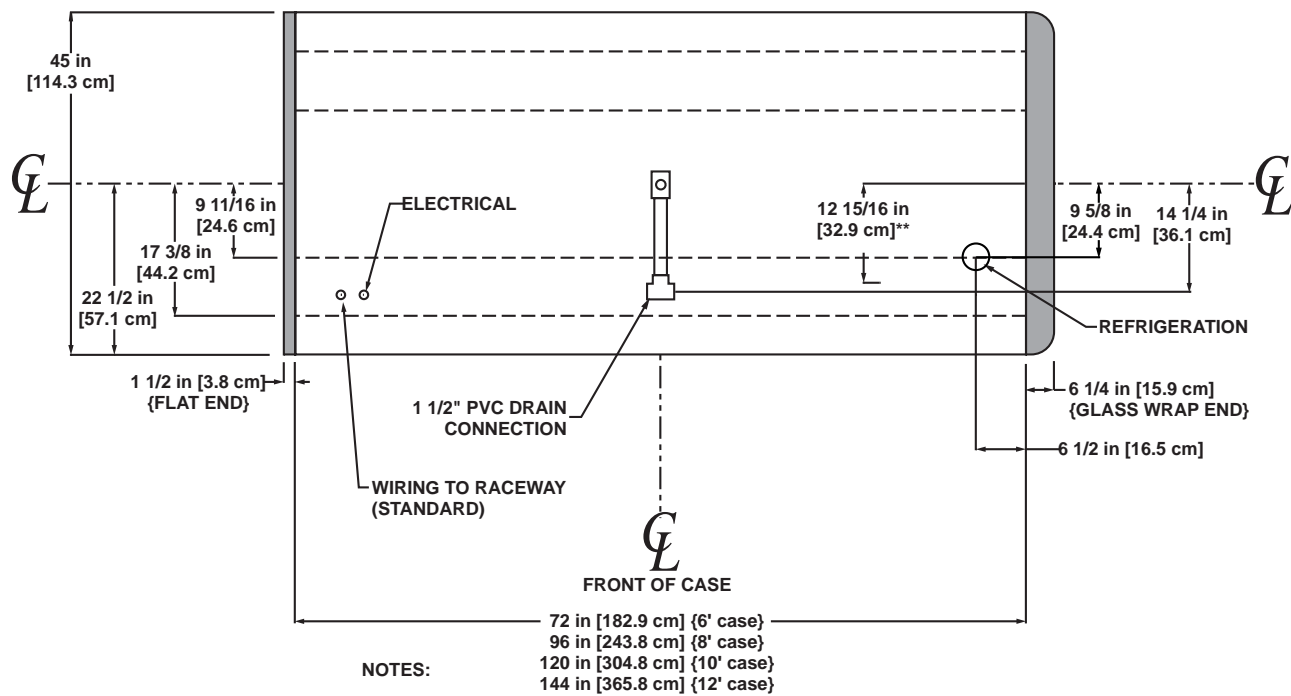 45 in
[114.3 cm]
CL
9 11/16 in
[24.6 cm]
17 3/8 in
[44.2 cm]
22 1/2 in
[57.1 cm]
ELECTRICAL
12 15/16 in
[32.9 cm]**
9 5/8 in
[24.4 cm]
14 1/4 in
[36.1 cm]
CL
REFRIGERATION
1 1/2 in [3.8 cm]
{FLAT END}
1 1/2" PVC DRAIN
CONNECTION
6 1/4 in [15.9 cm]
{GLASS WRAP END}
6 1/2 in [16.5 cm]
WIRING TO RACEWAY
(STANDARD)
CL
FRONT OF CASE
72 in [182.9 cm] {6' case}
96 in [243.8 cm] {8' case}
120 in [304.8 cm] {10' case}
144 in [365.8 cm] {12' case}
NOTES: